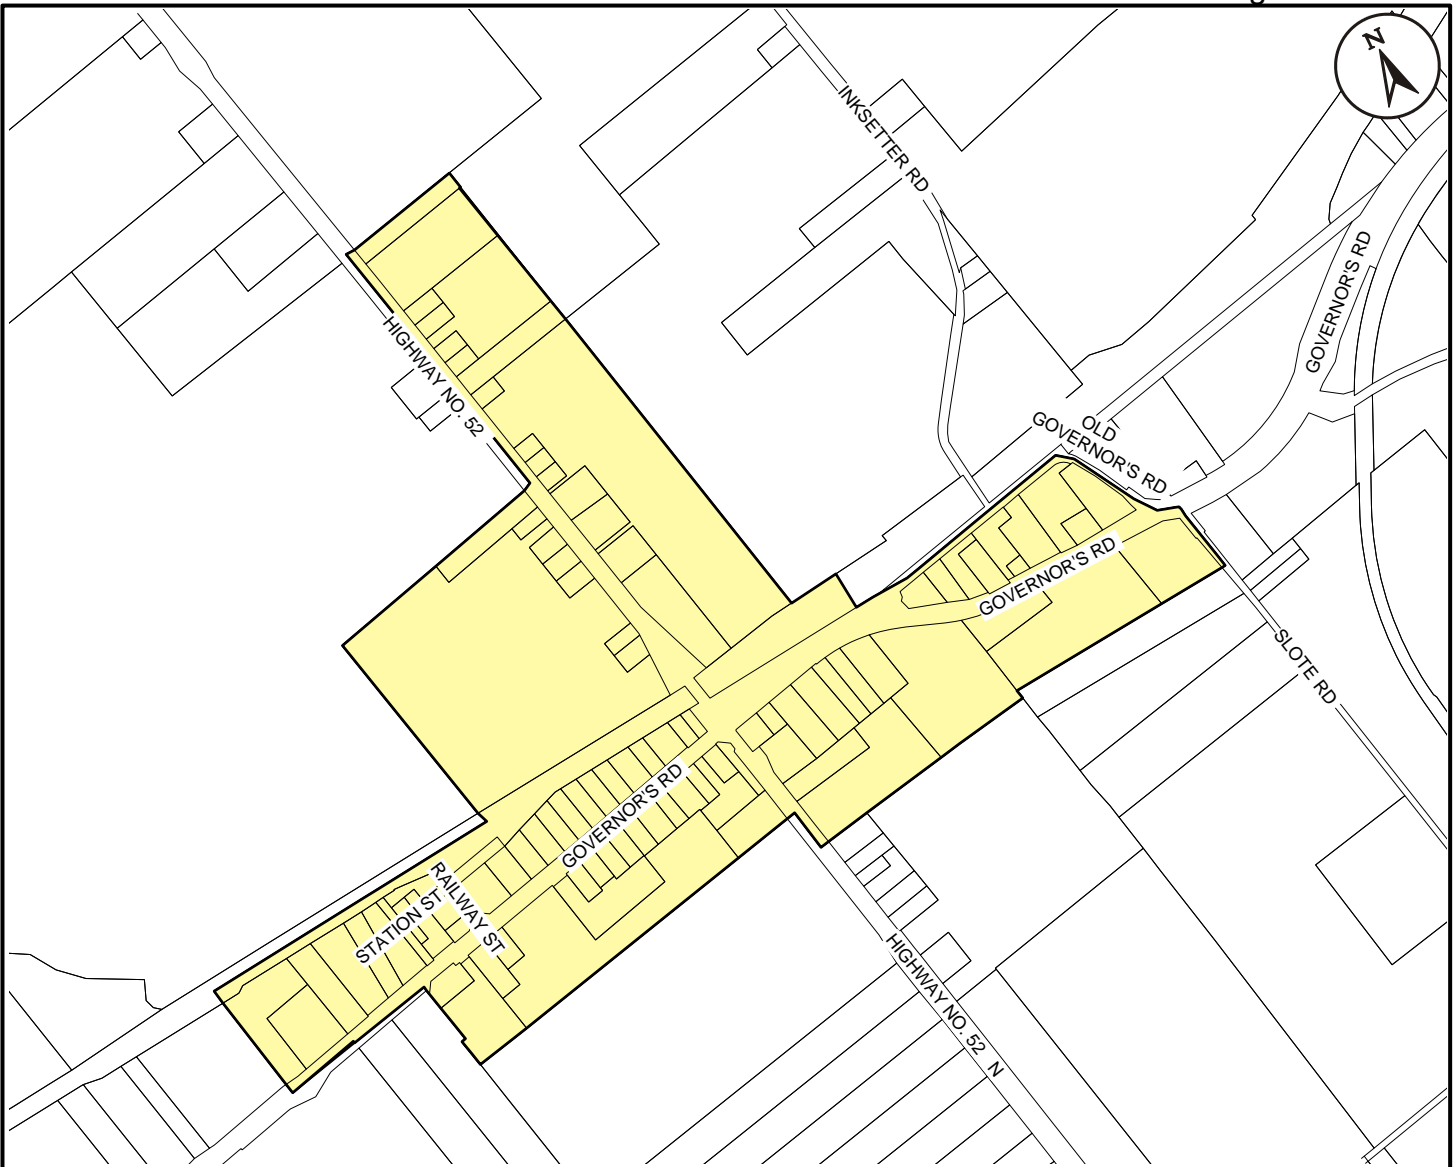 N
INKSETTER RD
GOVERNOR'S RD
HIGHWAY NO. 52
OLD
GOVERNOR'S RD
GOVERNOR'S RD
SLOTE RD
GOVERNOR'S RD
RAILWAY ST
STATION ST
HIGHWAY NO. 52 N